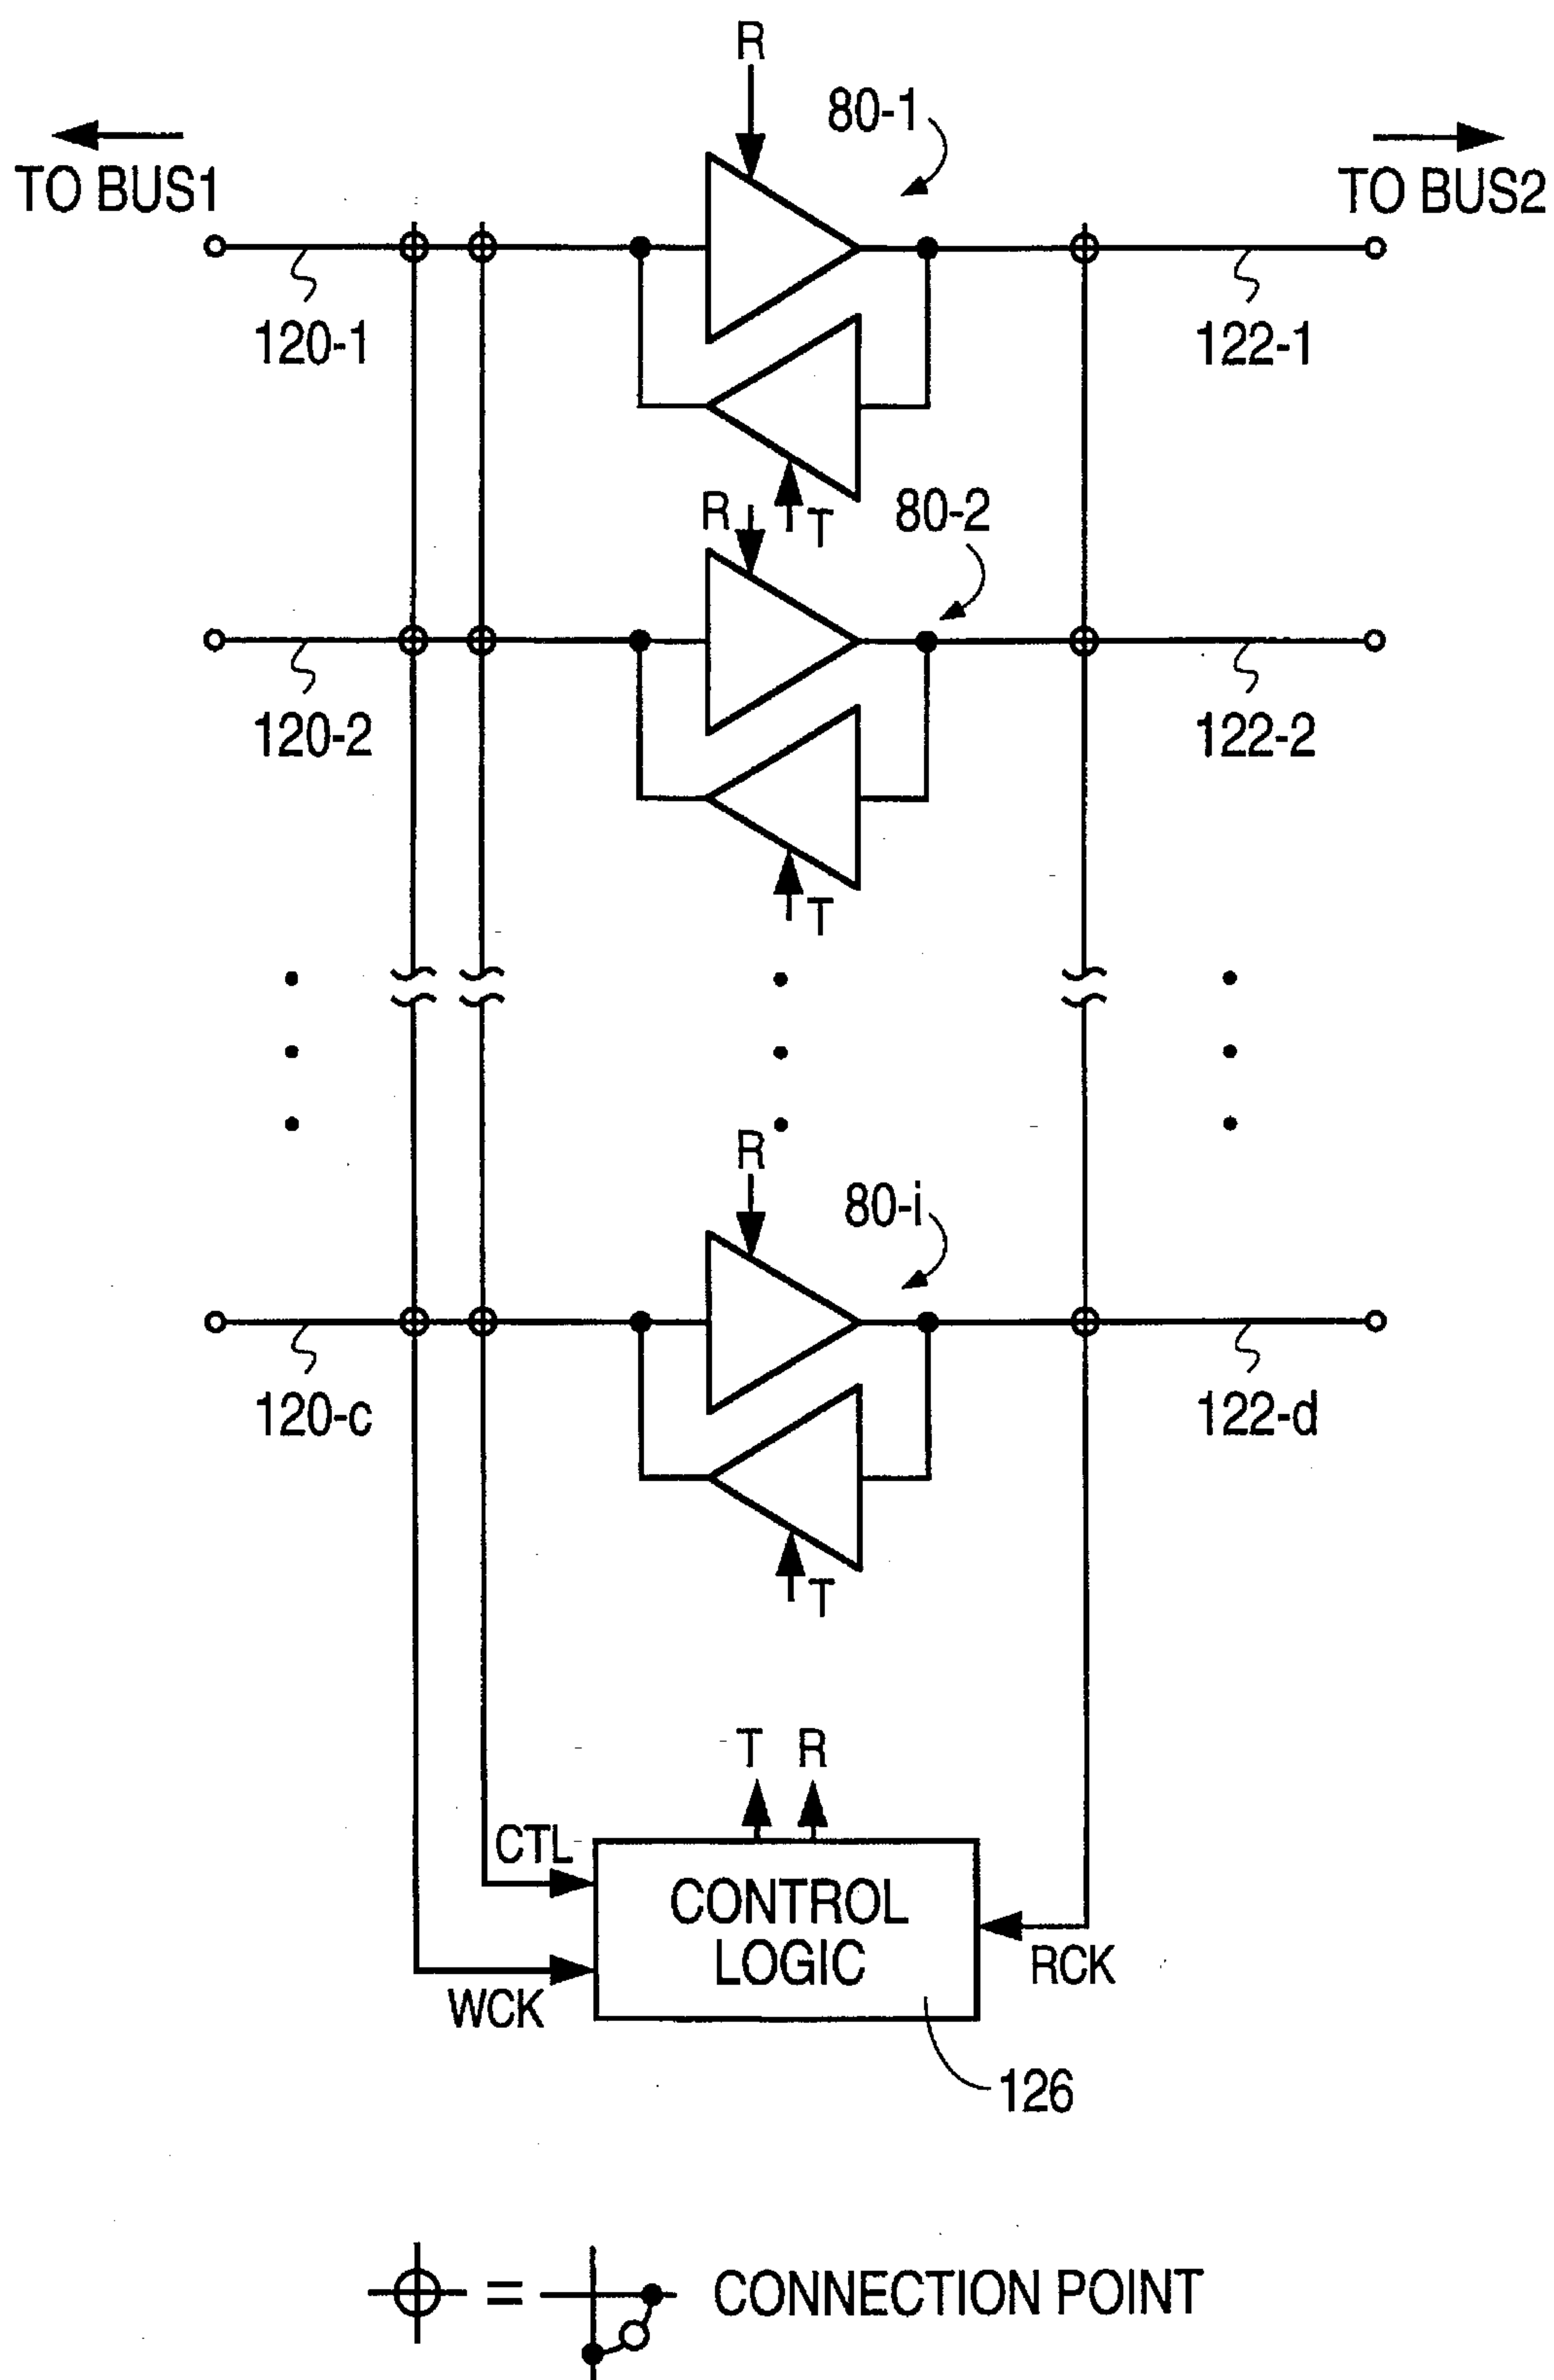 R
80-1
TO BUS1
TO BUS2
120-1
122-1
T
R
80-2
120-2
122-2
T
R
80-i
120-c
122-d
T
T R
CTL
CONTROL
LOGIC
RCK
WCK
126
= CONNECTION POINT